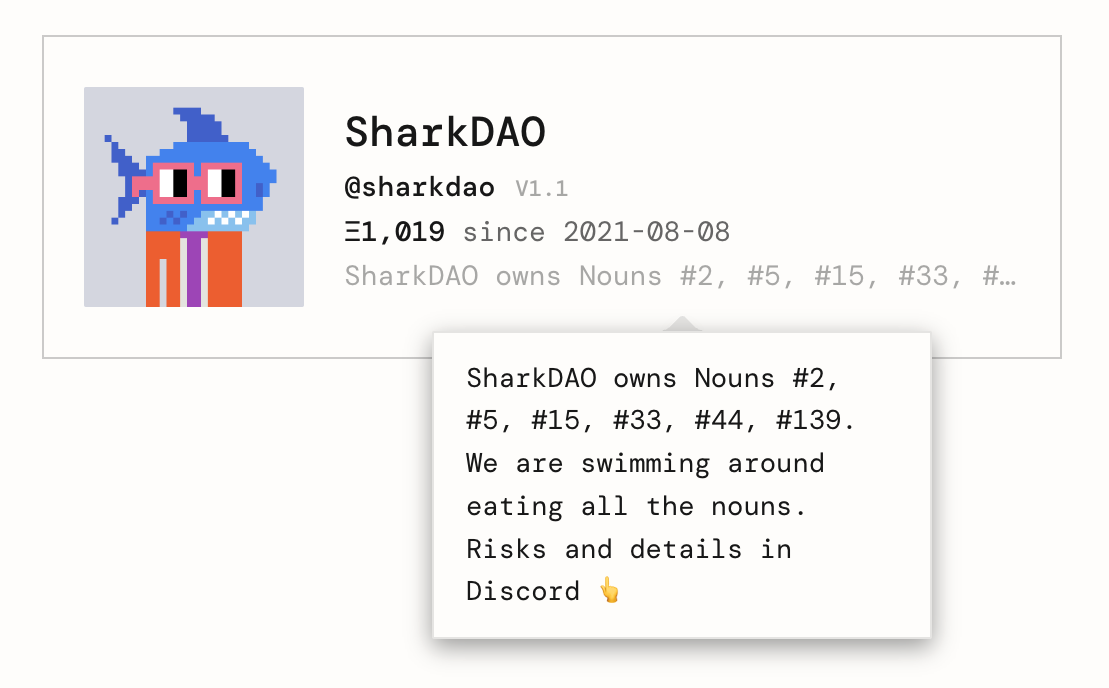 SharkDAO
@sharkdao V1.1
Ξ1,019 since 2021-08-08
SharkDAO owns Nouns #2, #5, #15, #33, #…
SharkDAO owns Nouns #2,
#5, #15, #33, #44, #139.
We are swimming around
eating all the nouns.
Risks and details in
Discord 👆